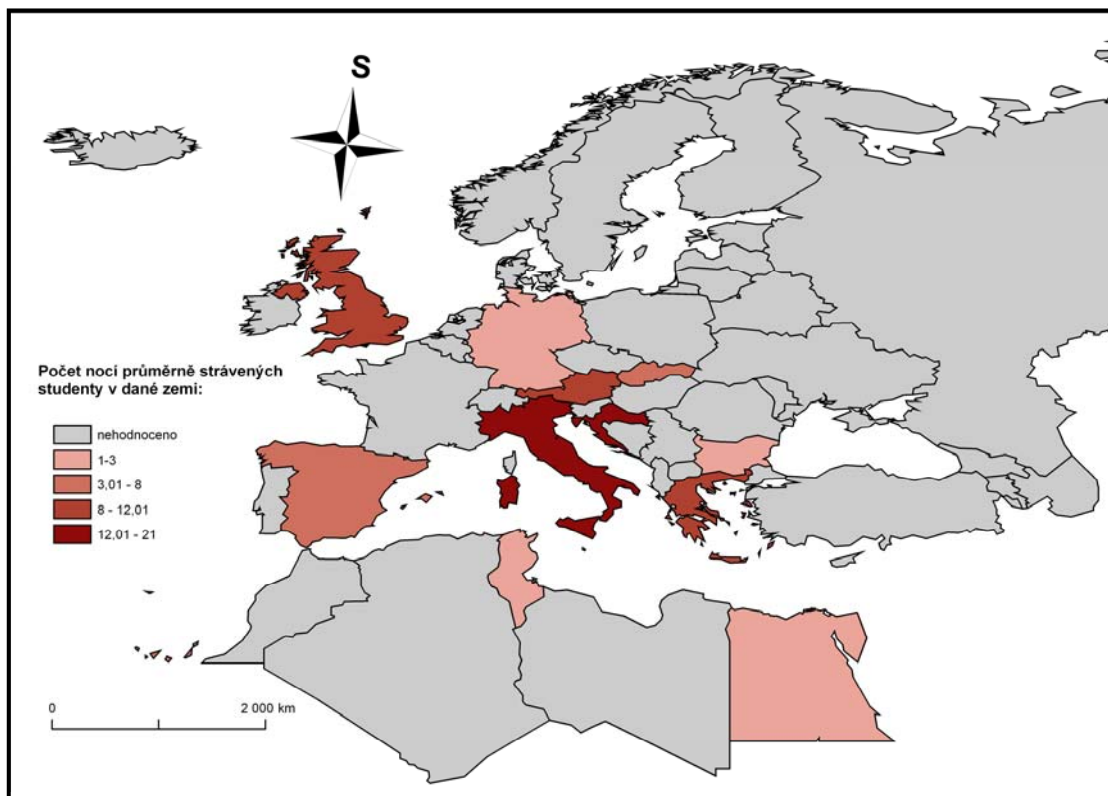 S
Počet nocí průměrně strávených
studenty v dané zemi:
nehodnoceno
1-3
3,01 - 8
8 - 12,01
12,01 - 21
0
2 000 km